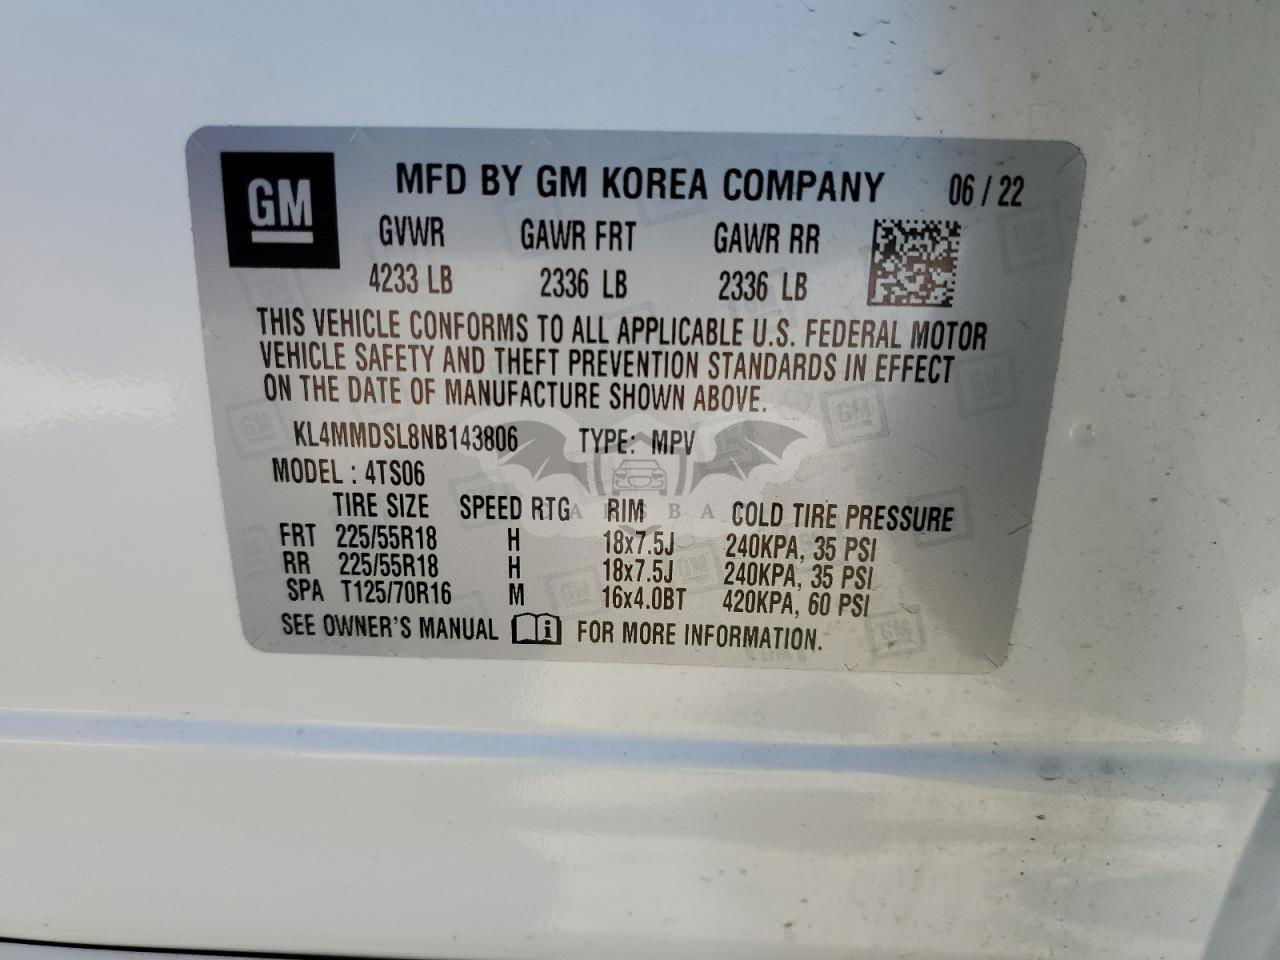 GM
MFD BY GM KOREA COMPANY 06 / 22
GVWR GAWR FRT GAWR RR
4233 LB 2336 LB 2336 LB
THIS VEHICLE CONFORMS TO ALL APPLICABLE U.S. FEDERAL MOTOR
VEHICLE SAFETY AND THEFT PREVENTION STANDARDS IN EFFECT
ON THE DATE OF MANUFACTURE SHOWN ABOVE.
KL4MMDSL8NB143806 TYPE: MPV
MODEL : 4TS06
TIRE SIZE SPEED RTG RIM COLD TIRE PRESSURE
FRT 225/55R18 H 18x7.5J 240KPA, 35 PSI
RR 225/55R18 H 18x7.5J 240KPA, 35 PSI
SPA T125/70R16 M 16x4.0BT 420KPA, 60 PSI
SEE OWNER'S MANUAL FOR MORE INFORMATION.